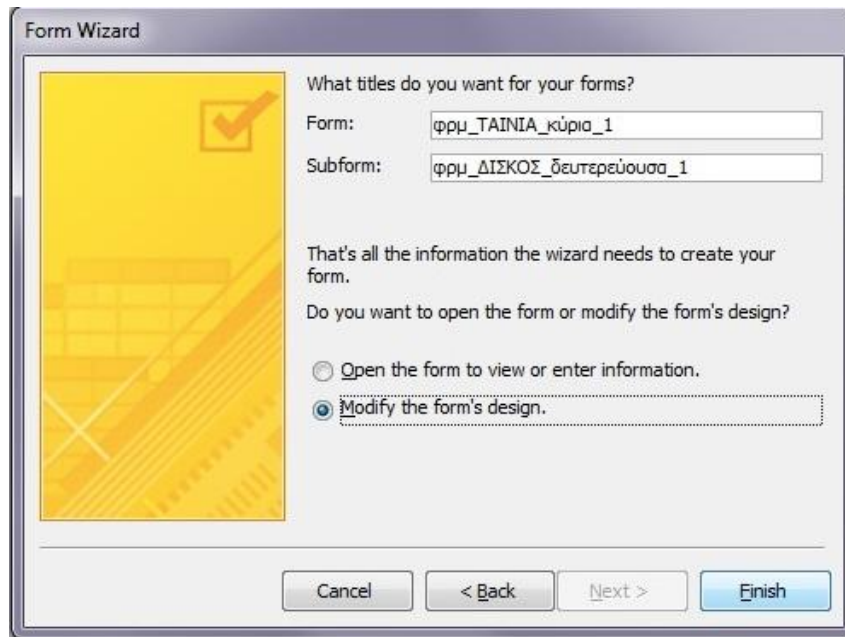 Form Wizard
What titles do you want for your forms?
Form:
φρμ_ΤΑΙΝΙΑ_κύρια_1
Subform:
φρμ_ΔΙΣΚΟΣ_δευτερεύουσα_1
That's all the information the wizard needs to create your
form.
Do you want to open the form or modify the form's design?
Open the form to view or enter information.
Modify the form's design.
Cancel
< Back
Next >
Finish